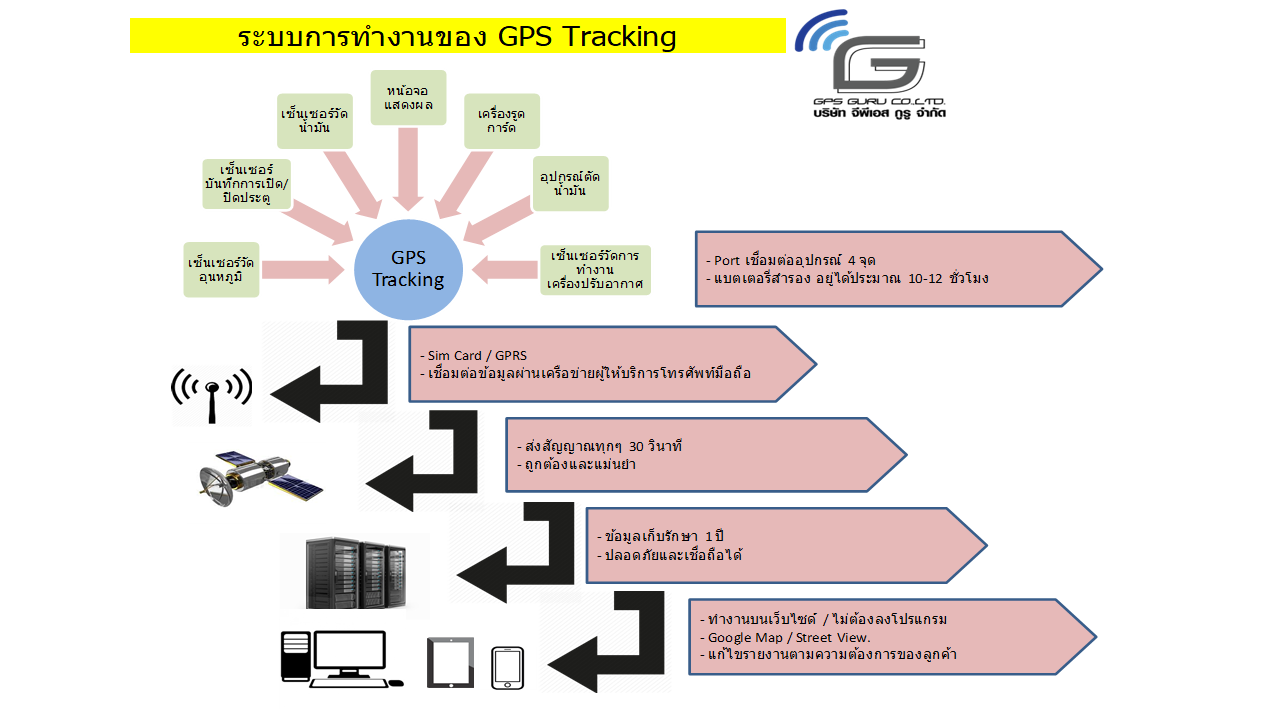 ระบบการทำงานของ GPS Tracking
GPS GURU CO.,LTD.
บริษัท จีพีเอส กูรู จำกัด
หน้อจอ
แสดงผล
เซ็นเซอร์วัด
น้ำมัน
เครื่องรูด
การ์ด
เซ็นเซอร์
บันทึกการเปิด/
ปิดประตู
อุปกรณ์ตัด
น้ำมัน
เซ็นเซอร์วัด
อุนหภูมิ
GPS
Tracking
เซ็นเซอร์วัดการ
ทำงาน
เครื่องปรับอากาศ
- Port เชื่อมต่ออุปกรณ์ 4 จุด
- แบตเตอรี่สำรอง อยู่ได้ประมาณ 10-12 ชั่วโมง
- Sim Card / GPRS
- เชื่อมต่อข้อมูลผ่านเครือข่ายผู้ให้บริการโทรศัพท์มือถือ
- ส่งสัญญาณทุกๆ 30 วินาที
- ถูกต้องและแม่นยำ
- ข้อมูลเก็บรักษา 1 ปี
- ปลอดภัยและเชื่อถือได้
- ทำงานบนเว็บไซต์ / ไม่ต้องลงโปรแกรม
- Google Map / Street View.
- แก้ไขรายงานตามความต้องการของลูกค้า